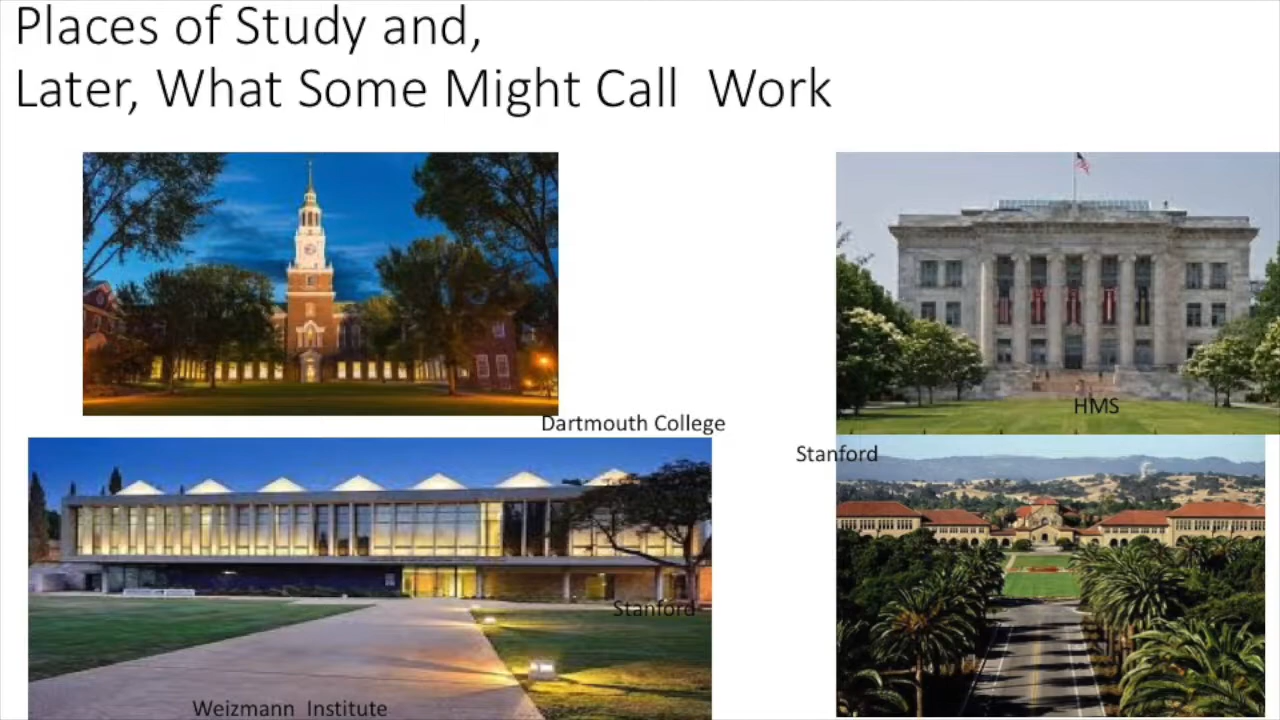 Places of Study and,
Later, What Some Might Call Work
Dartmouth College
HMS
Stanford
Stanford
Weizmann Institute